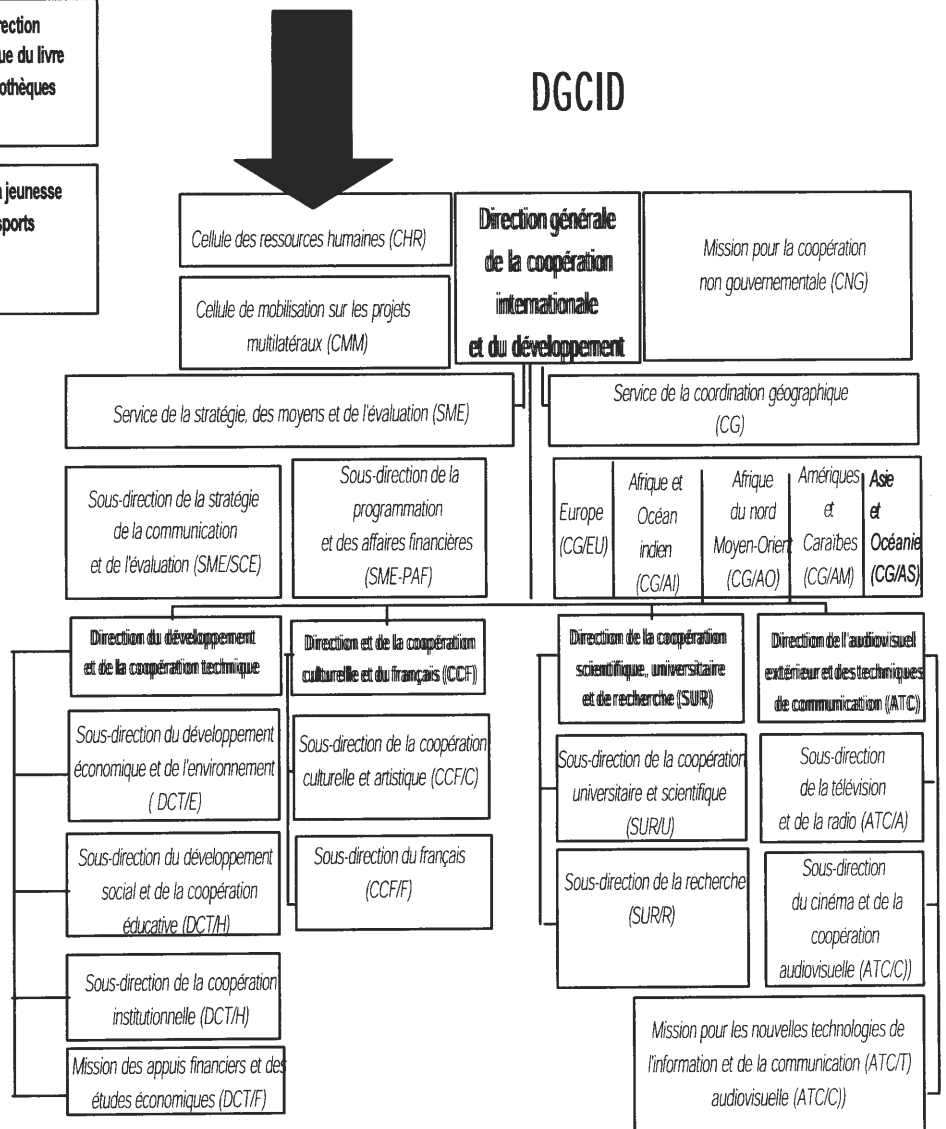 rection
ue du livre
othèques
DGCID
a jeunesse
sports
Cellule des ressources humaines (CHR)
Cellule de mobilisation sur les projets
multilatéraux (CMM)
Direction générale
de la coopération
internationale
et du développement
Mission pour la coopération
non gouvernementale (CNG)
Service de la stratégie, des moyens et de l'évaluation (SME)
Service de la coordination géographique
(CG)
Sous-direction de la stratégie
de la communication
et de l'évaluation (SME/SCE)
Sous-direction de la
programmation
et des affaires financières
(SME-PAF)
Europe
(CG/EU)
Afrique et
Océan
indien
(CG/AI)
Afrique
du nord
Moyen-Orient
(CG/AO)
Amériques
et
Caraïbes
(CG/AM)
Asie
et
Océanie
(CG/AS)
Direction du développement
et de la coopération technique
Direction et de la coopération
culturelle et du français ((CCF)
Direction de la coopération
scientifique, universitaire
et de recherche ((SUR)
Direction de l'audiovisuel
extérieur et des techniques
de communication ((ATC)
Sous-direction du développement
économique et de l'environnement
( DCT/E)
Sous-direction de la coopération
culturelle et artistique (CCF/C)
Sous-direction de la coopération
universitaire et scientifique
(SUR/U)
Sous-direction
de la télévision
et de la radio (ATC/A)
Sous-direction du développement
social et de la coopération
éducative (DCT/H)
Sous-direction du français
(CCF/F)
Sous-direction de la recherche
(SUR/R)
Sous-direction
du cinéma et de la
coopération
audiovisuelle (ATC/C))
Sous-direction de la coopération
institutionnelle (DCT/H)
Mission des appuis financiers et des
études économiques (DCT/F)
Mission pour les nouvelles technologies de
l'information et de la communication (ATC/T)
audiovisuelle (ATC/C))